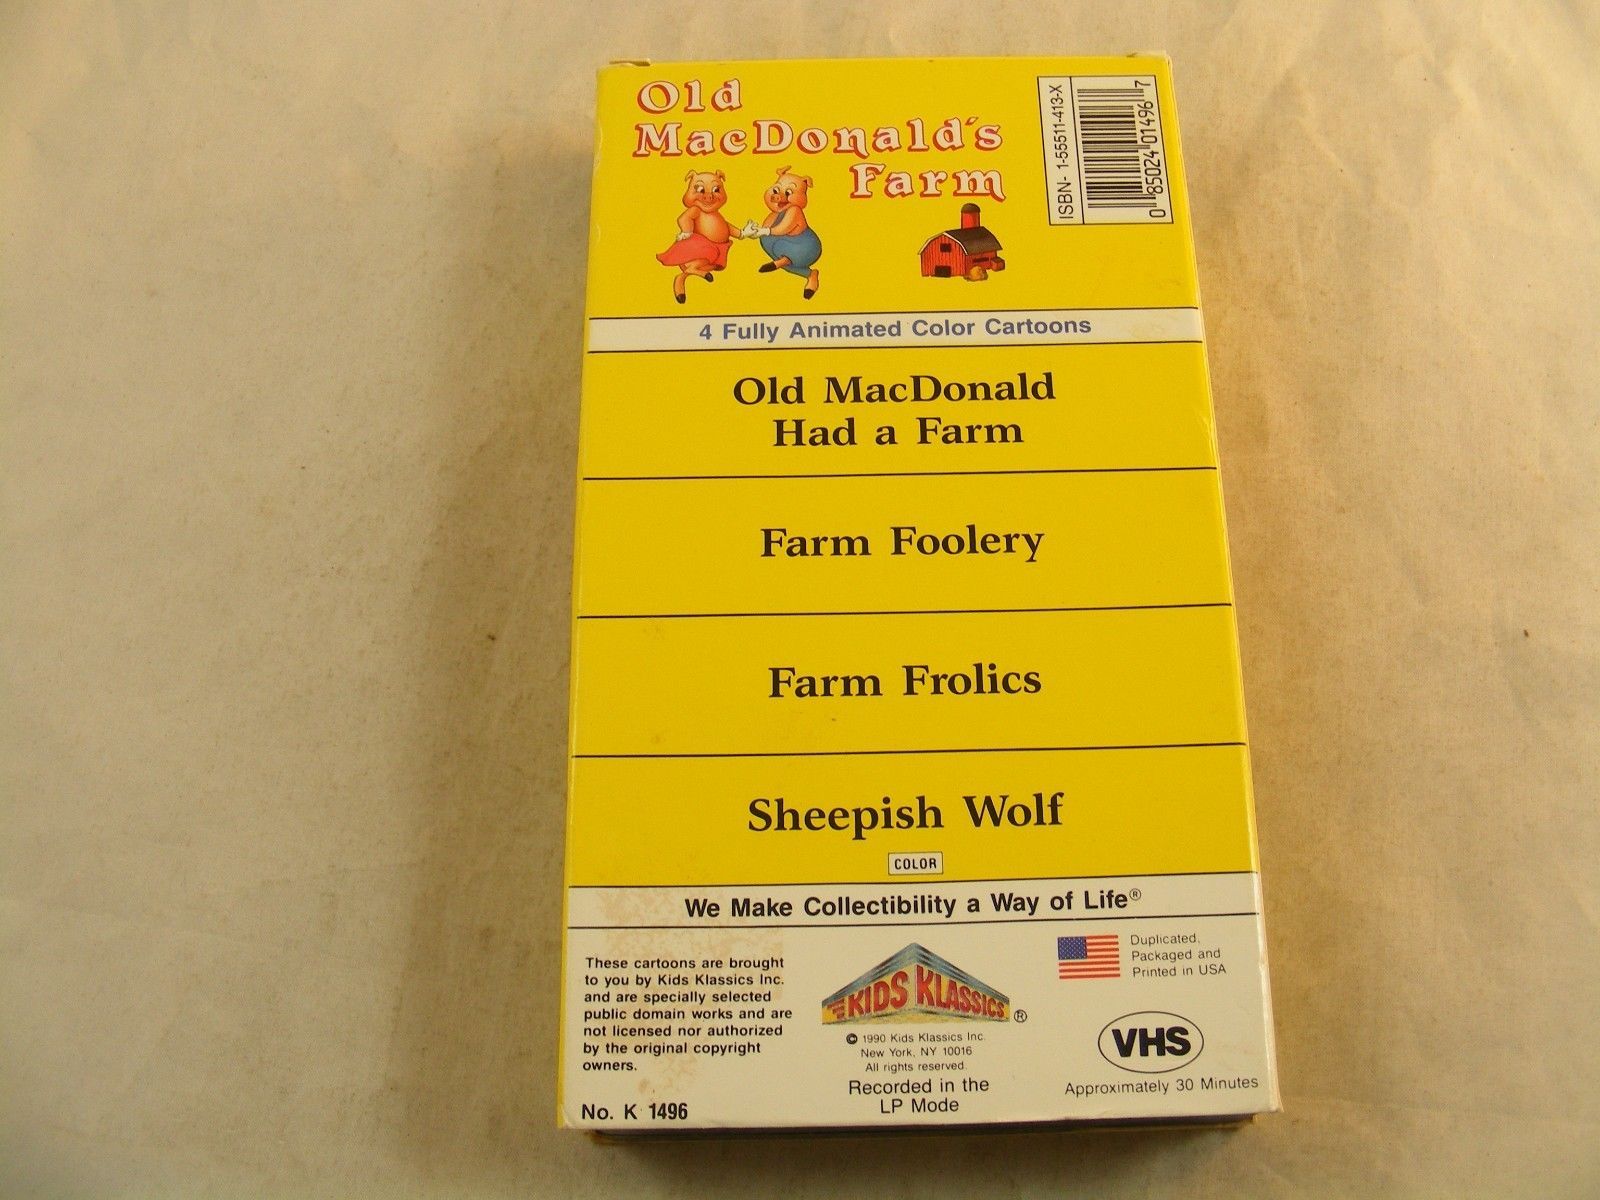 Old
MacDonald's
Farm
ISBN- 1-55511-413-X
0 85024 01496 7
4 Fully Animated Color Cartoons
Old MacDonald
Had a Farm
Farm Foolery
Farm Frolics
Sheepish Wolf
COLOR
We Make Collectibility a Way of Life®
These cartoons are brought
to you by Kids Klassics Inc.
and are specially selected
public domain works and are
not licensed nor authorized
by the original copyright
owners.
No. K 1496
KIDS KLASSICS ®
© 1990 Kids Klassics Inc.
New York, NY 10016
All rights reserved.
Recorded in the
LP Mode
Duplicated,
Packaged and
Printed in USA
VHS
Approximately 30 Minutes